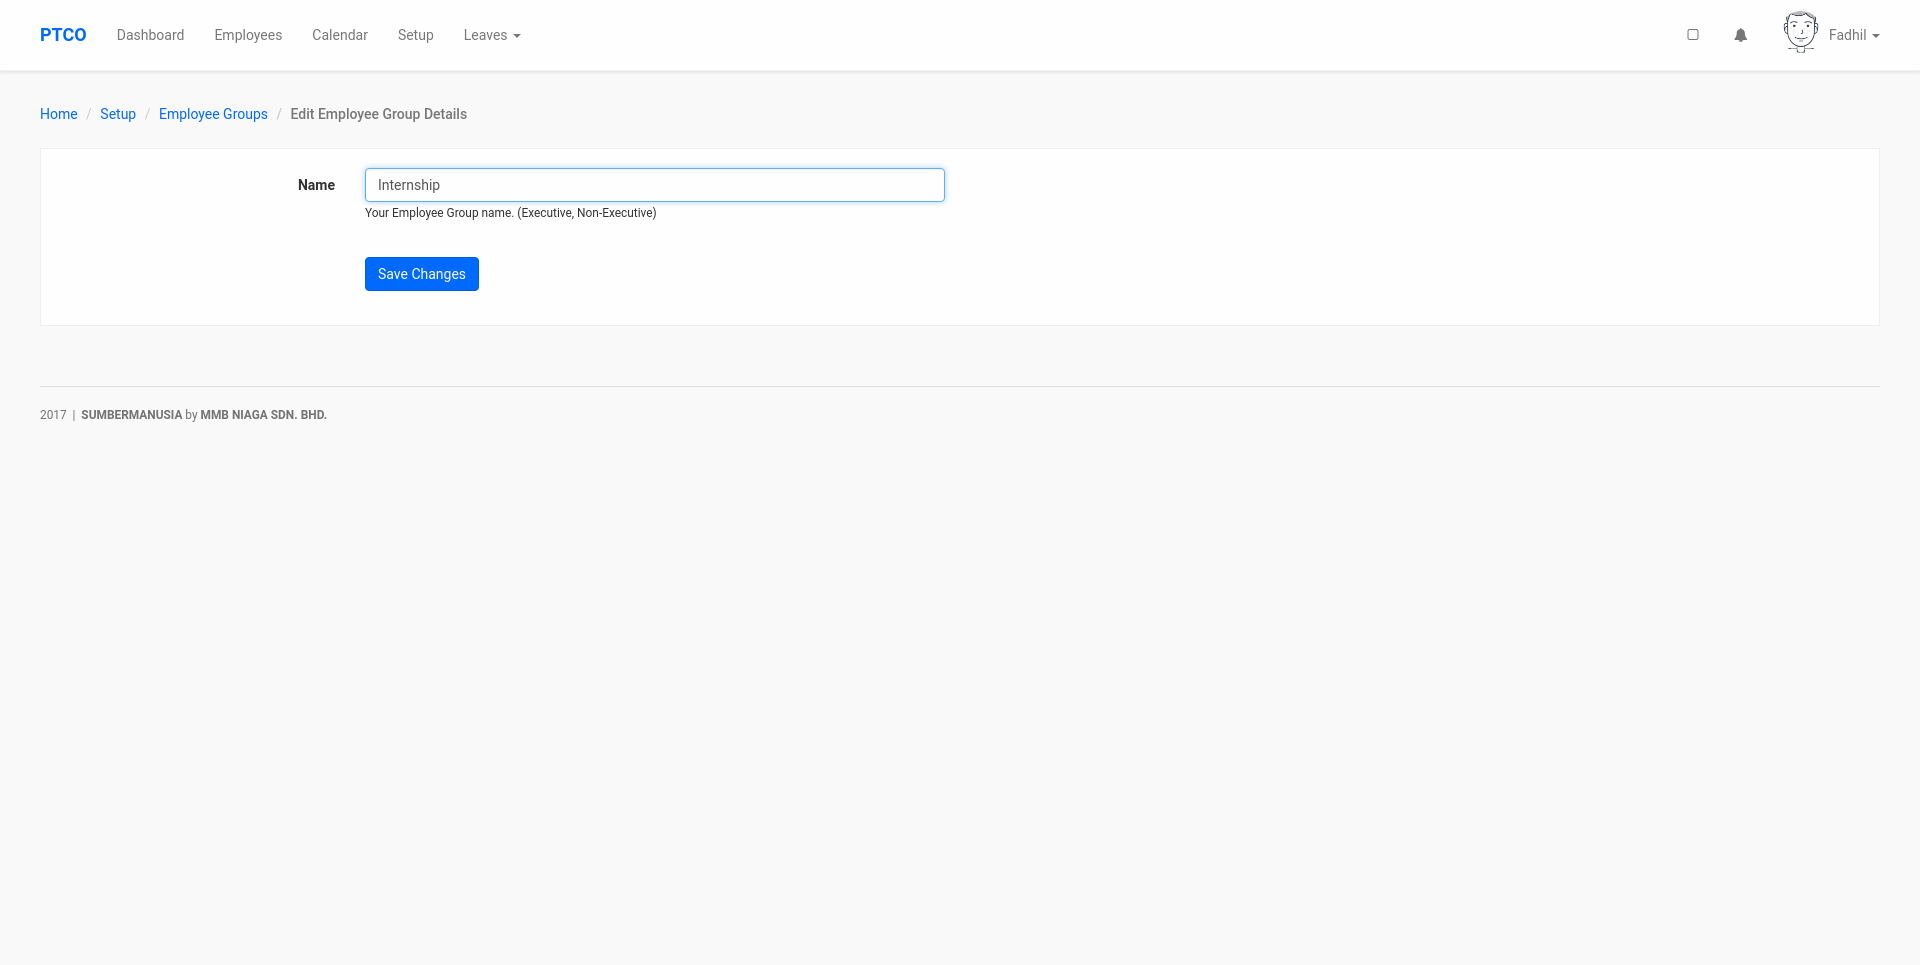 PTCO Dashboard Employees Calendar Setup Leaves Fadhil
Home / Setup / Employee Groups / Edit Employee Group Details
Name Internship
Your Employee Group name. (Executive, Non-Executive)
Save Changes
2017 | SUMBERMANUSIA by MMB NIAGA SDN. BHD.